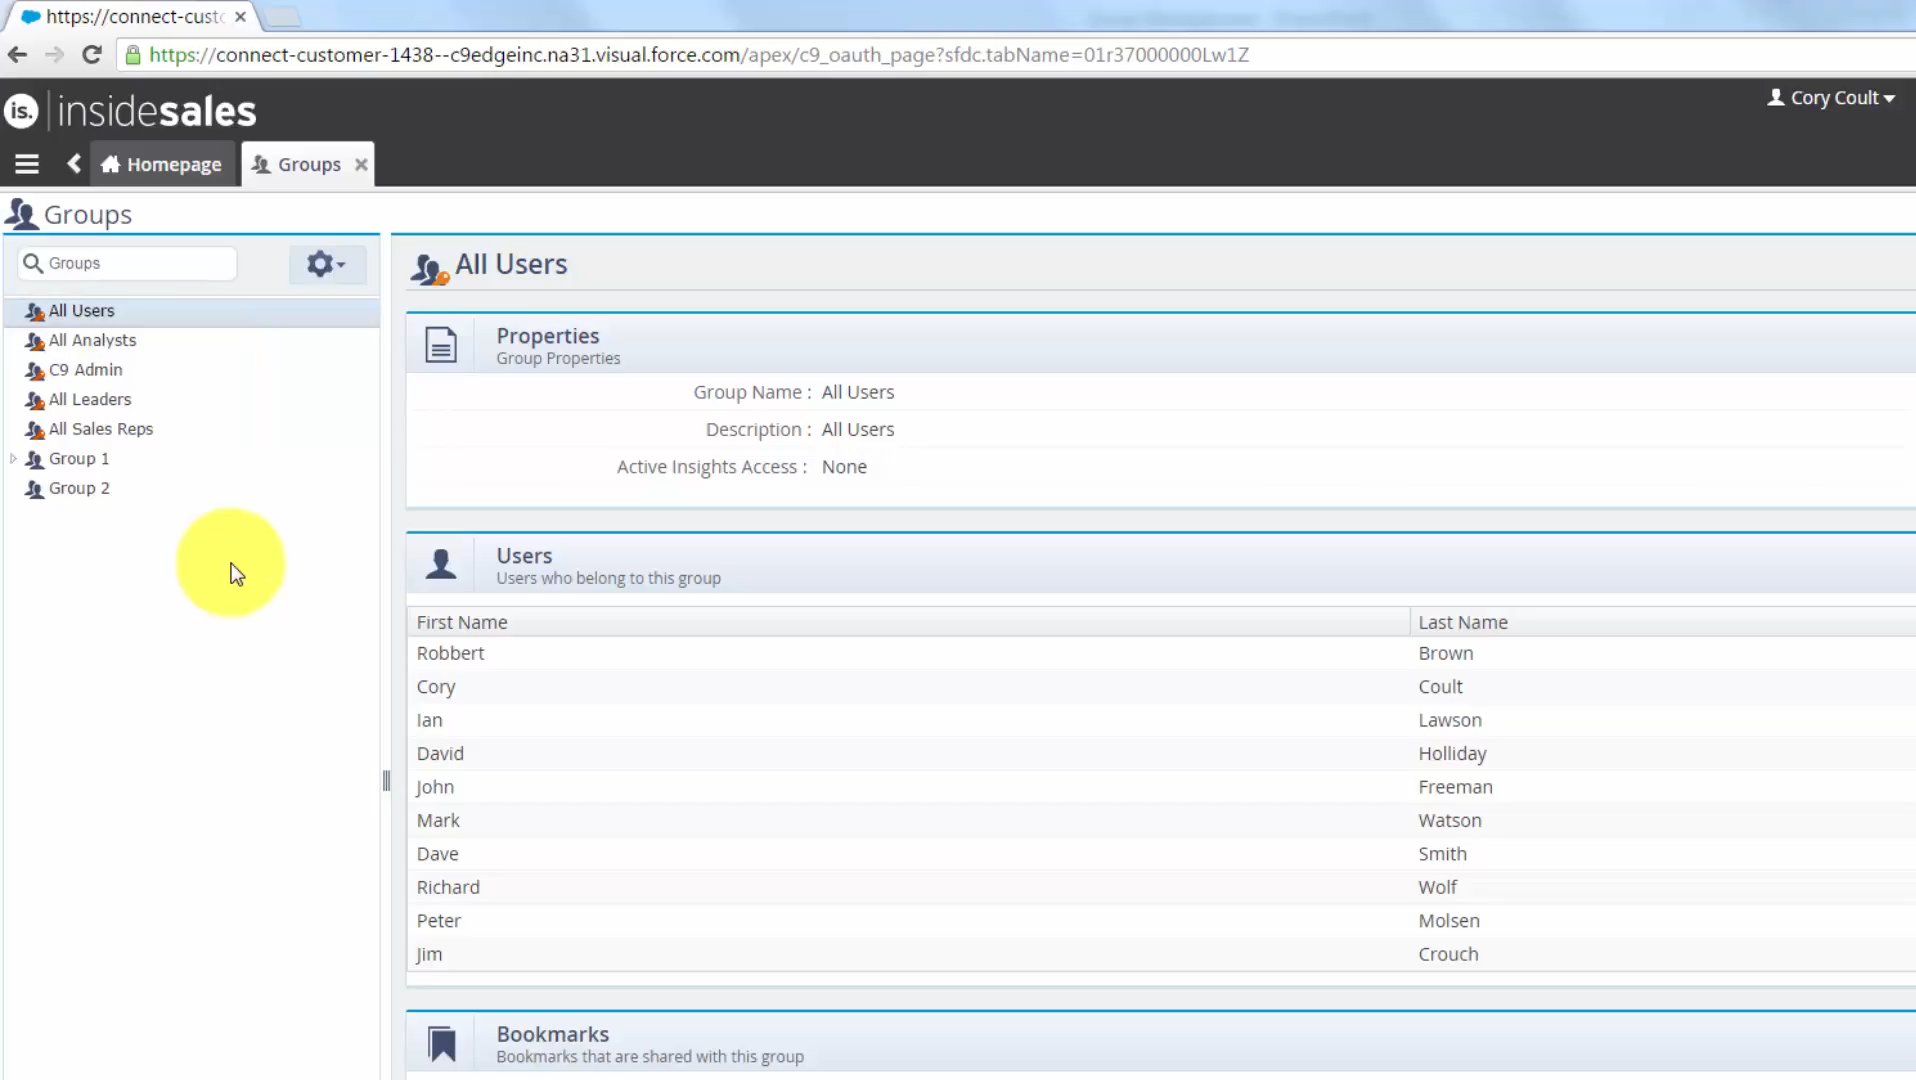 https://connect-custo
https://connect-customer-1438--c9edgeinc.na31.visual.force.com/apex/c9_oauth_page?sfdc.tabName=01r37000000Lw1Z
is. insidesales
Cory Coult
Homepage
Groups
Groups
Groups
All Users
All Analysts
C9 Admin
All Leaders
All Sales Reps
Group 1
Group 2
All Users
Properties
Group Properties
Group Name : All Users
Description : All Users
Active Insights Access : None
Users
Users who belong to this group
First Name Last Name
Robbert Brown
Cory Coult
Ian Lawson
David Holliday
John Freeman
Mark Watson
Dave Smith
Richard Wolf
Peter Molsen
Jim Crouch
Bookmarks
Bookmarks that are shared with this group